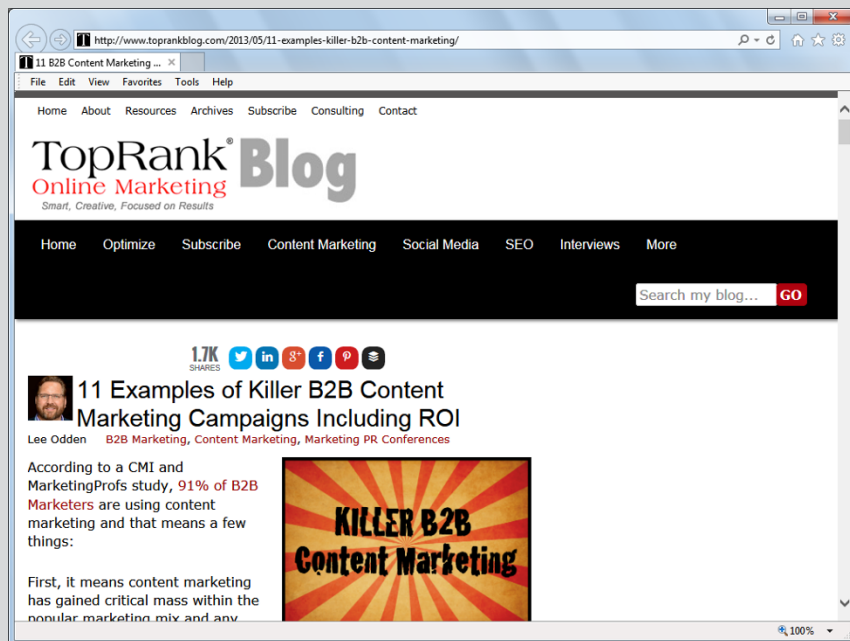 http://www.toprankblog.com/2013/05/11-examples-killer-b2b-content-marketing/
11 B2B Content Marketing ...
File Edit View Favorites Tools Help
Home About Resources Archives Subscribe Consulting Contact
TopRank® Blog
Online Marketing
Smart, Creative, Focused on Results
Home Optimize Subscribe Content Marketing Social Media SEO Interviews More
Search my blog... GO
1.7K
SHARES
11 Examples of Killer B2B Content
Marketing Campaigns Including ROI
Lee Odden B2B Marketing, Content Marketing, Marketing PR Conferences
According to a CMI and
MarketingProfs study, 91% of B2B
Marketers are using content
marketing and that means a few
things:
First, it means content marketing
has gained critical mass within the
popular marketing mix and any
KILLER B2B
Content Marketing
100%